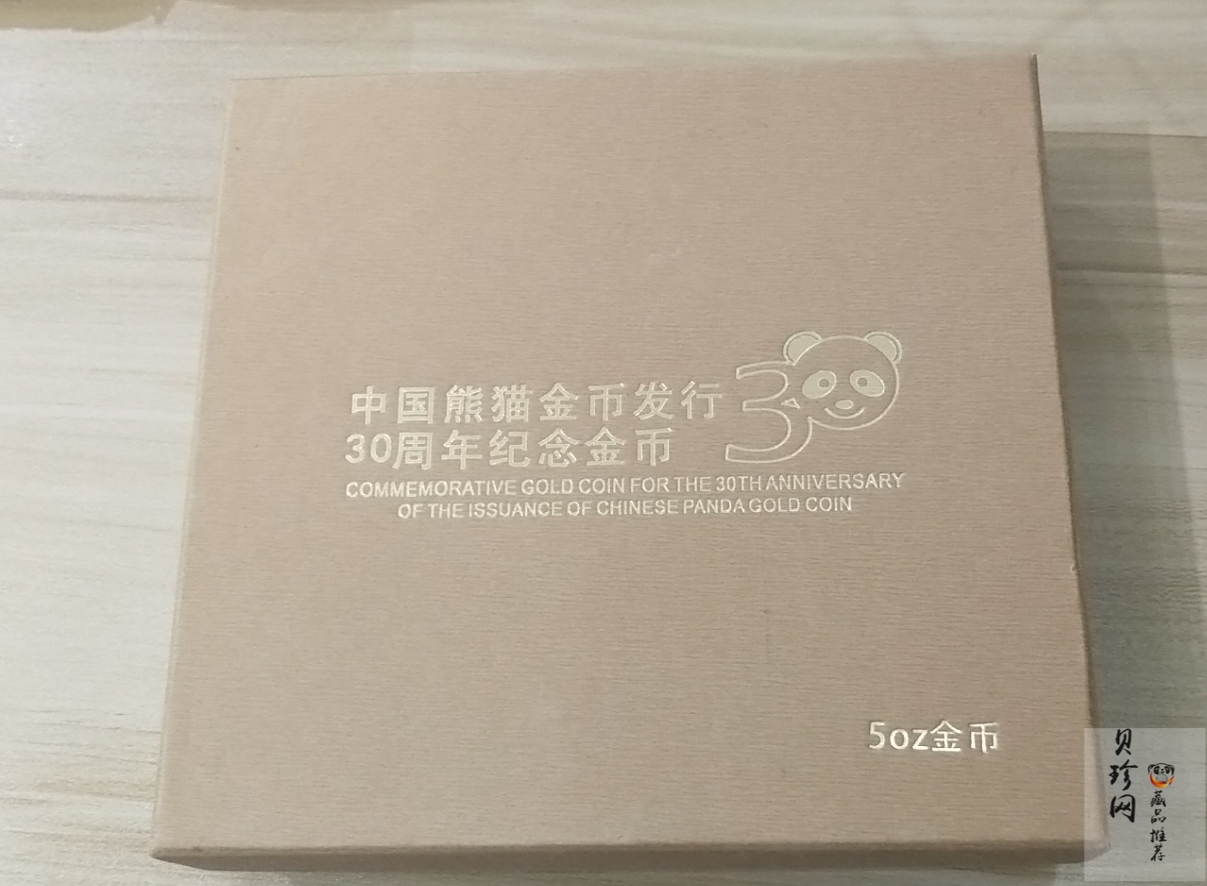 中国熊猫金币发行
30周年纪念金币
30
COMMEMORATIVE GOLD COIN FOR THE 30TH ANNIVERSARY
OF THE ISSUANCE OF CHINESE PANDA GOLD COIN
5oz金币
贝珍网
藏品推荐